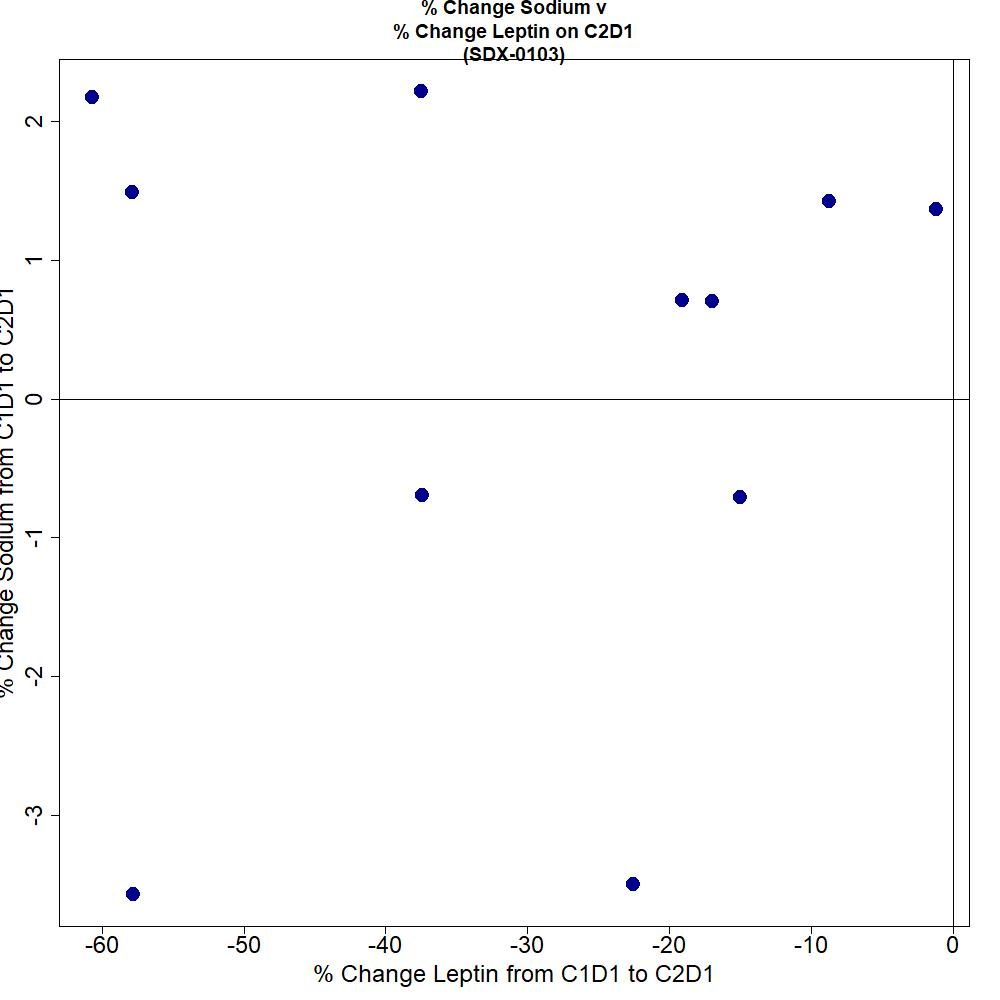 % Change Sodium v
% Change Leptin on C2D1
(SDX-0103)
% Change Sodium from C1D1 to C2D1
2
1
0
-1
-2
-3
-60 -50 -40 -30 -20 -10 0
% Change Leptin from C1D1 to C2D1